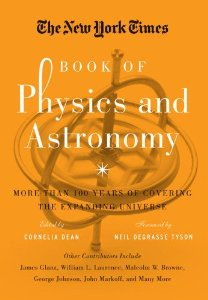 The New York Times
BOOK OF
Physics and
Astronomy
MORE THAN 100 YEARS OF COVERING
THE EXPANDING UNIVERSE
Edited by
CORNELIA DEAN
Foreword by
NEIL DEGRASSE TYSON
Other Contributors Include
James Glanz, William L. Laurence, Malcolm W. Browne,
George Johnson, John Markoff, and Many More